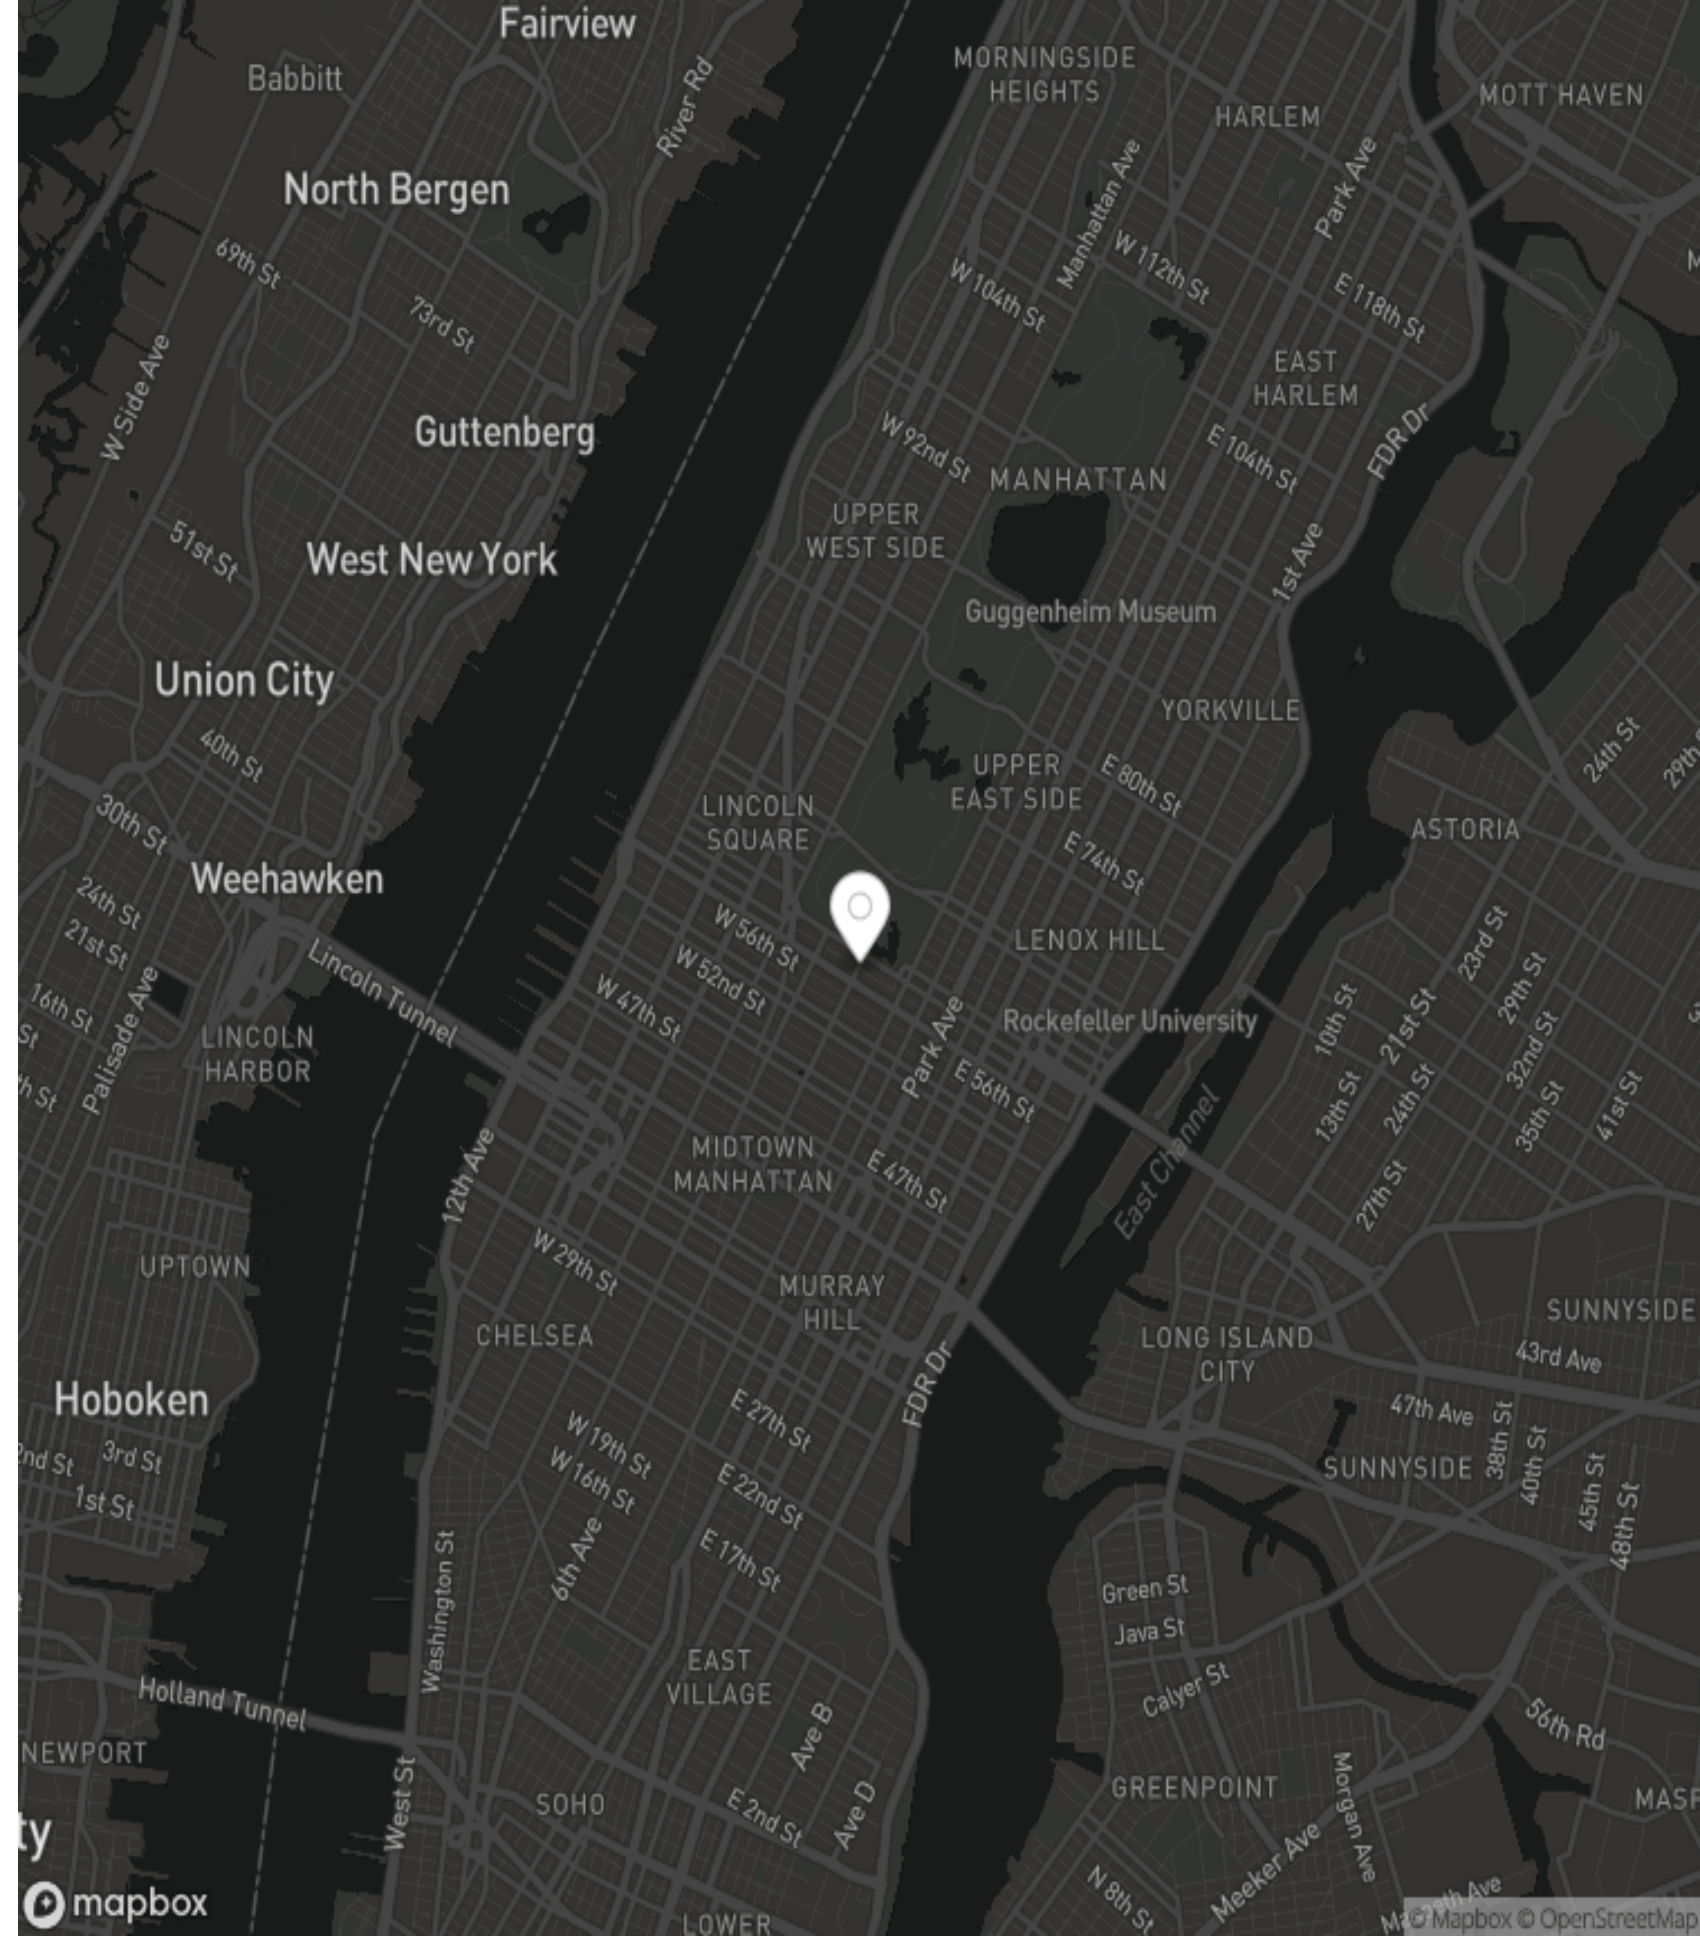 Fairview
MORNINGSIDE
HEIGHTS
Babbitt
River Rd
MOTT HAVEN
HARLEM
North Bergen
Manhattan Ave
Park Ave
69th St
W 112th St
W 104th St
E 118th St
73rd St
EAST
HARLEM
W Side Ave
Guttenberg
W 92nd St
E 104th St
FDR Dr
MANHATTAN
UPPER
WEST SIDE
51st St
West New York
1st Ave
Guggenheim Museum
Union City
YORKVILLE
40th St
24th St
UPPER
EAST SIDE
E 80th St
LINCOLN
SQUARE
30th St
ASTORIA
E 74th St
Weehawken
24th St
21st St
W 56th St
LENOX HILL
23rd St
Lincoln Tunnel
W 52nd St
29th St
16th St
W 47th St
Palisade Ave
LINCOLN
HARBOR
Park Ave
Rockefeller University
10th St
21st St
32nd St
E 56th St
13th St
24th St
35th St
41st St
East Channel
MIDTOWN
MANHATTAN
E 47th St
12th Ave
27th St
UPTOWN
W 29th St
MURRAY
HILL
SUNNYSIDE
CHELSEA
LONG ISLAND
CITY
43rd Ave
FDR Dr
Hoboken
E 27th St
47th Ave
38th St
40th St
3rd St
2nd St
W 19th St
W 16th St
SUNNYSIDE
1st St
E 22nd St
45th St
48th St
6th Ave
E 17th St
Washington St
Green St
Java St
EAST
VILLAGE
Calyer St
Holland Tunnel
Ave B
56th Rd
NEWPORT
GREENPOINT
SOHO
West St
E 2nd St
Ave D
Morgan Ave
MASP
ty
Meeker Ave
N 8th St
mapbox
LOWER
© Mapbox © OpenStreetMap